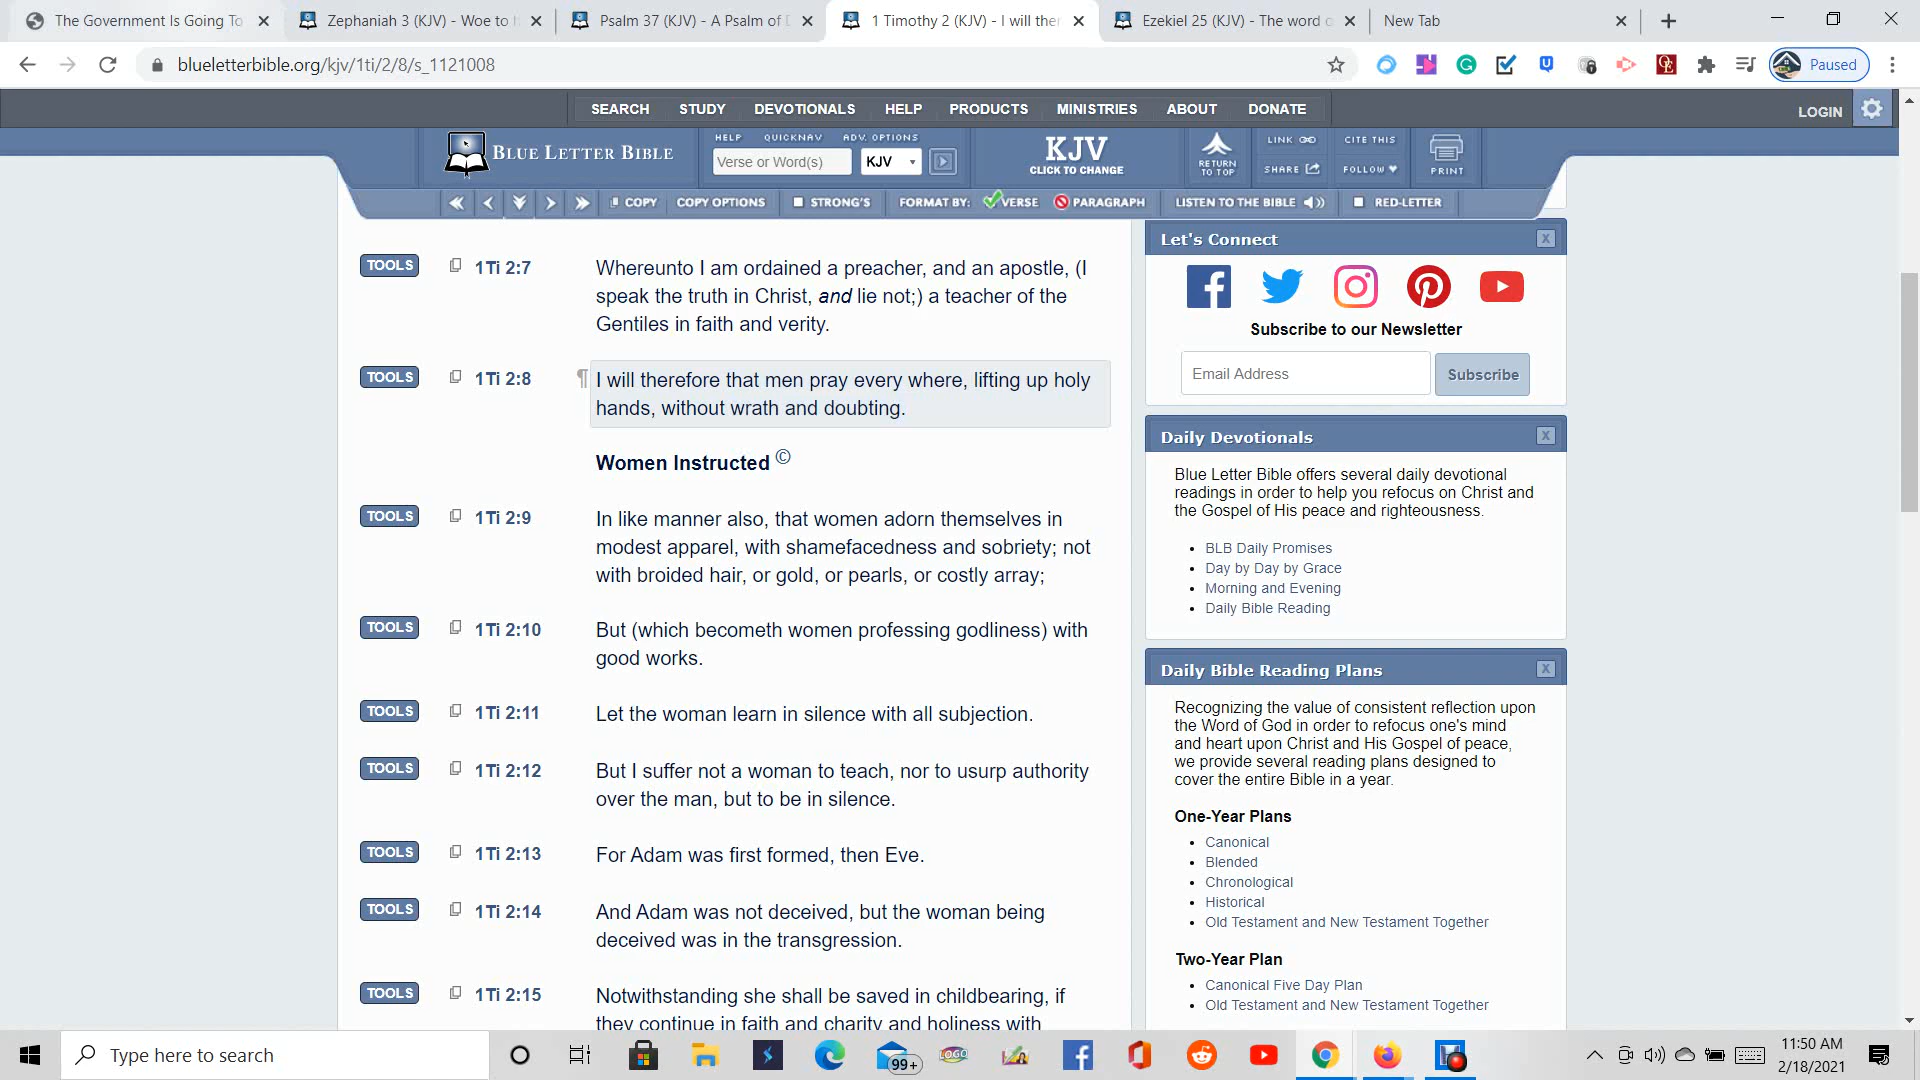 The Government Is Going To
Zephaniah 3 (KJV) - Woe to h
Psalm 37 (KJV) - A Psalm of D
1 Timothy 2 (KJV) - I will ther
Ezekiel 25 (KJV) - The word o
New Tab
blueletterbible.org/kjv/1ti/2/8/s_1121008
Paused
SEARCH STUDY DEVOTIONALS HELP PRODUCTS MINISTRIES ABOUT DONATE
LOGIN
BLUE LETTER BIBLE
HELP QUICKNAV ADV. OPTIONS
Verse or Word(s) KJV
KJV
CLICK TO CHANGE
RETURN
TO TOP
LINK CITE THIS
SHARE FOLLOW
PRINT
COPY COPY OPTIONS STRONG'S FORMAT BY: VERSE PARAGRAPH LISTEN TO THE BIBLE RED-LETTER
TOOLS 1Ti 2:7 Whereunto I am ordained a preacher, and an apostle, (I
speak the truth in Christ, and lie not;) a teacher of the
Gentiles in faith and verity.
TOOLS 1Ti 2:8 ¶ I will therefore that men pray every where, lifting up holy
hands, without wrath and doubting.
Women Instructed ©
TOOLS 1Ti 2:9 In like manner also, that women adorn themselves in
modest apparel, with shamefacedness and sobriety; not
with broided hair, or gold, or pearls, or costly array;
TOOLS 1Ti 2:10 But (which becometh women professing godliness) with
good works.
TOOLS 1Ti 2:11 Let the woman learn in silence with all subjection.
TOOLS 1Ti 2:12 But I suffer not a woman to teach, nor to usurp authority
over the man, but to be in silence.
TOOLS 1Ti 2:13 For Adam was first formed, then Eve.
TOOLS 1Ti 2:14 And Adam was not deceived, but the woman being
deceived was in the transgression.
TOOLS 1Ti 2:15 Notwithstanding she shall be saved in childbearing, if
they continue in faith and charity and holiness with
Let's Connect X
Subscribe to our Newsletter
Email Address Subscribe
Daily Devotionals X
Blue Letter Bible offers several daily devotional
readings in order to help you refocus on Christ and
the Gospel of His peace and righteousness.
• BLB Daily Promises
• Day by Day by Grace
• Morning and Evening
• Daily Bible Reading
Daily Bible Reading Plans X
Recognizing the value of consistent reflection upon
the Word of God in order to refocus one's mind
and heart upon Christ and His Gospel of peace,
we provide several reading plans designed to
cover the entire Bible in a year.
One-Year Plans
• Canonical
• Blended
• Chronological
• Historical
• Old Testament and New Testament Together
Two-Year Plan
• Canonical Five Day Plan
• Old Testament and New Testament Together
Type here to search
99+
LOGO
11:50 AM
2/18/2021